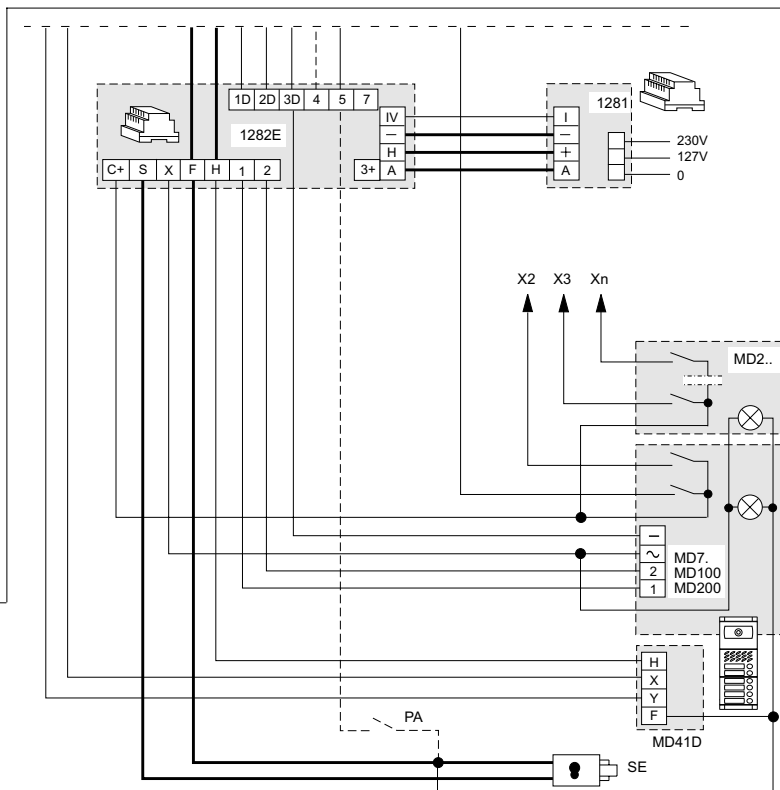 1D 2D 3D 4 5 7
1282E
IV
–
H
3+ A
C+ S X F H 1 2
1281
I
–
+
A
230V
127V
0
X2 X3 Xn
MD2..
–
~
2
1
MD7.
MD100
MD200
H
X
Y
F
MD41D
PA
SE